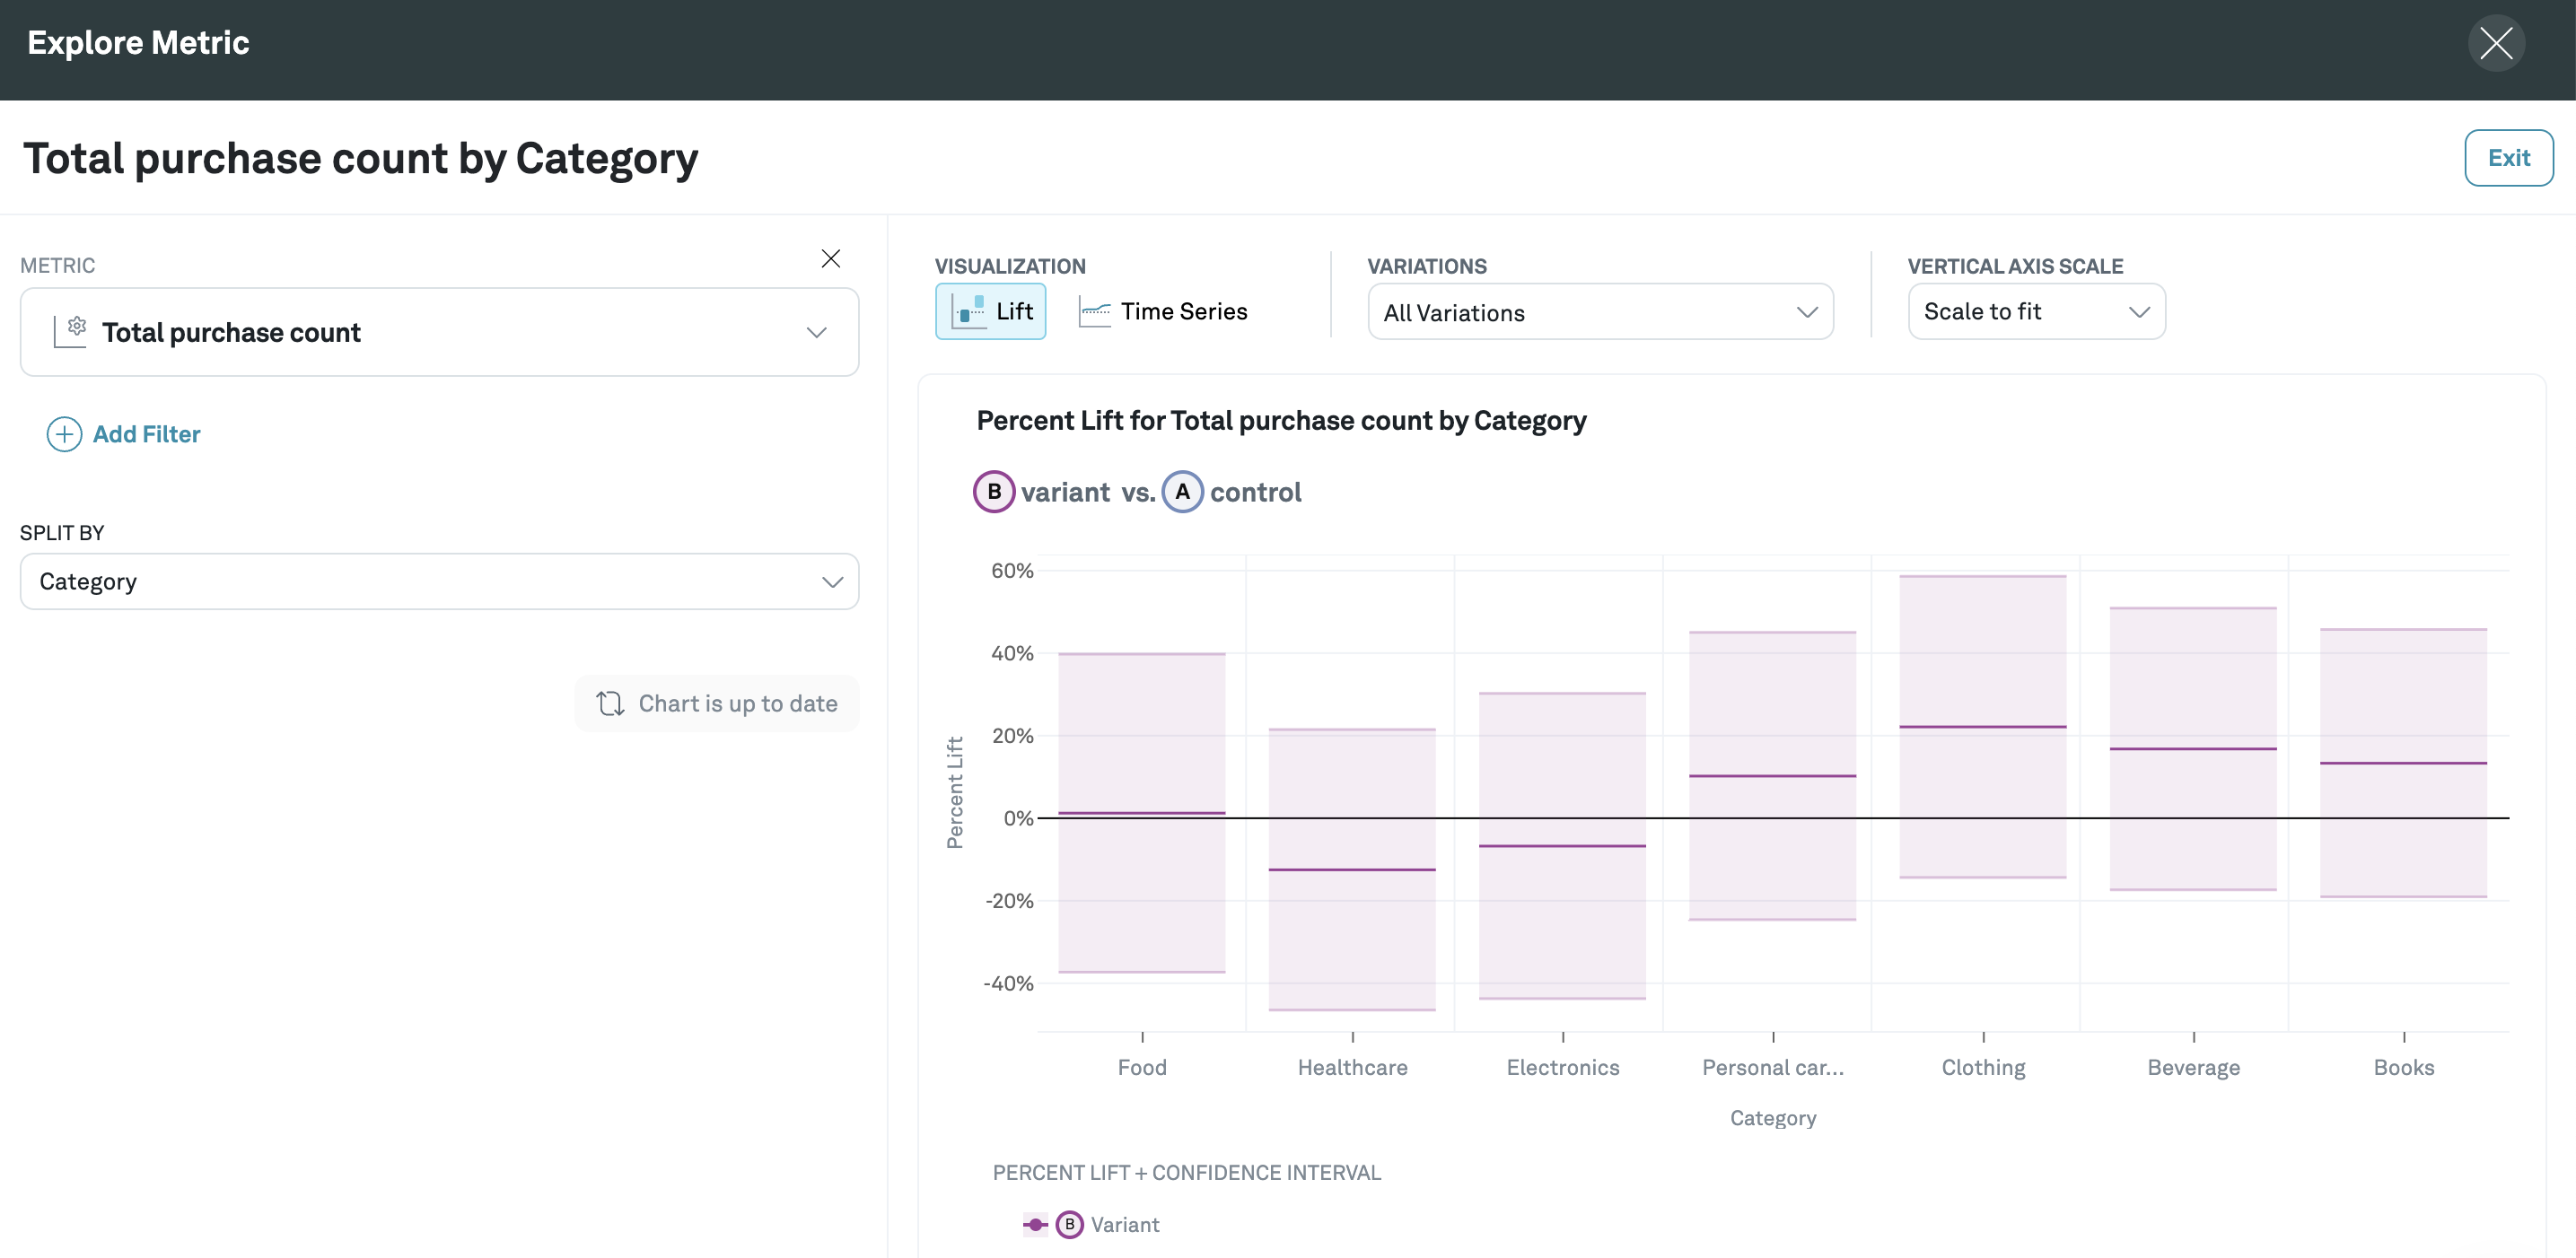 Explore Metric
Total purchase count by Category
Exit
METRIC
Total purchase count
Add Filter
SPLIT BY
Category
Chart is up to date
VISUALIZATION
Lift
Time Series
VARIATIONS
All Variations
VERTICAL AXIS SCALE
Scale to fit
Percent Lift for Total purchase count by Category
B variant vs. A control
60%
40%
20%
0%
-20%
-40%
Percent Lift
Food
Healthcare
Electronics
Personal car...
Clothing
Beverage
Books
Category
PERCENT LIFT + CONFIDENCE INTERVAL
B Variant